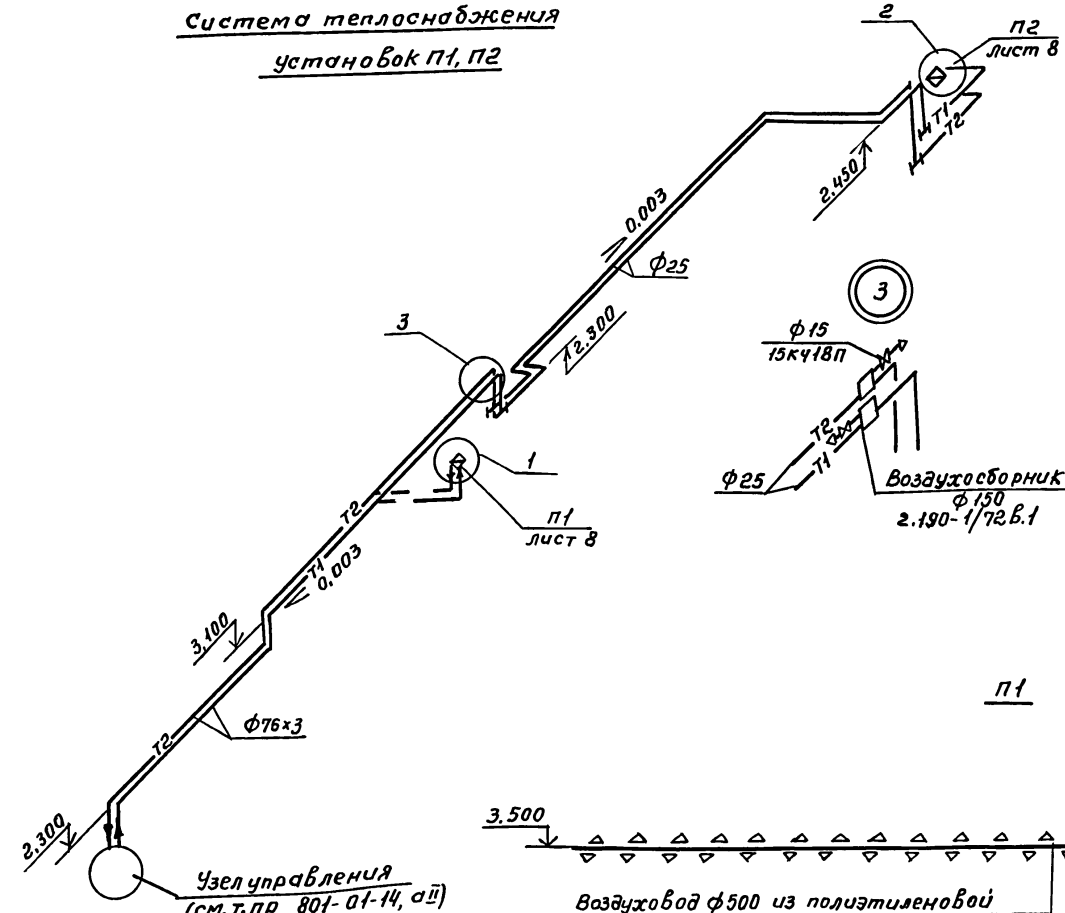 Система теплоснабжения
установок П1, П2
2
П2
лист 8
Т1
Т2
2.450
0.003
ф25
2.300
3
3
ф15
15кч18п
Т2
Т1
ф25
Воздухосборник
ф150
2.190-1/72 в.1
1
П1
лист 8
Т2
Т1
0,003
3,100
ф76×3
Т2
2,300
Узел управления
(см. т.пр. 801-01-14, аII)
П1
3.500
Воздуховод ф500 из полиэтиленовой